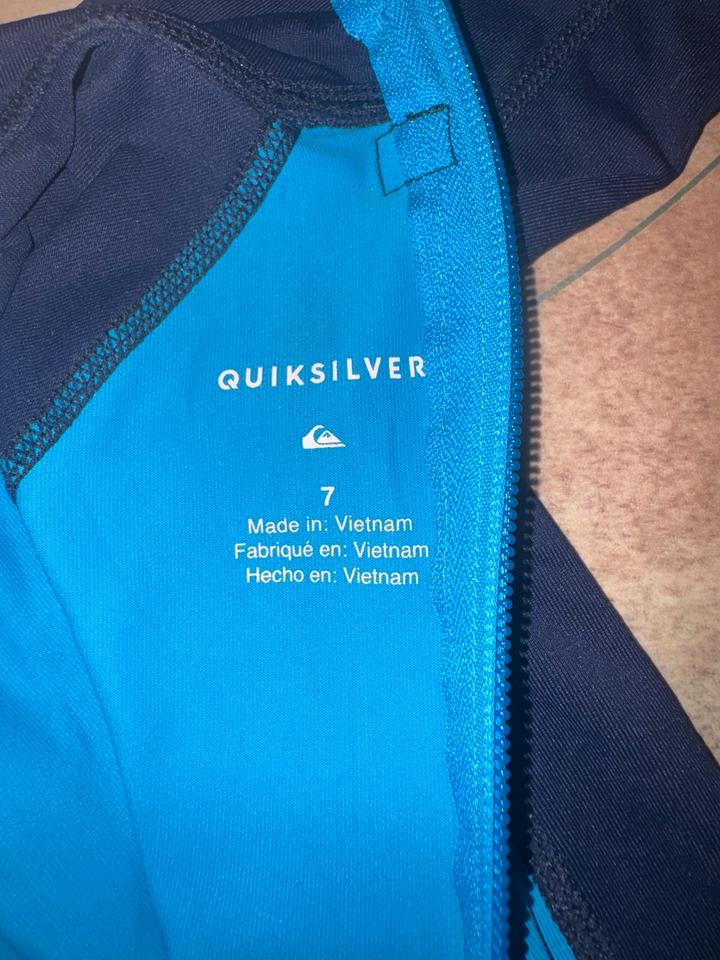 QUIKSILVER
7
Made in: Vietnam
Fabriqué en: Vietnam
Hecho en: Vietnam